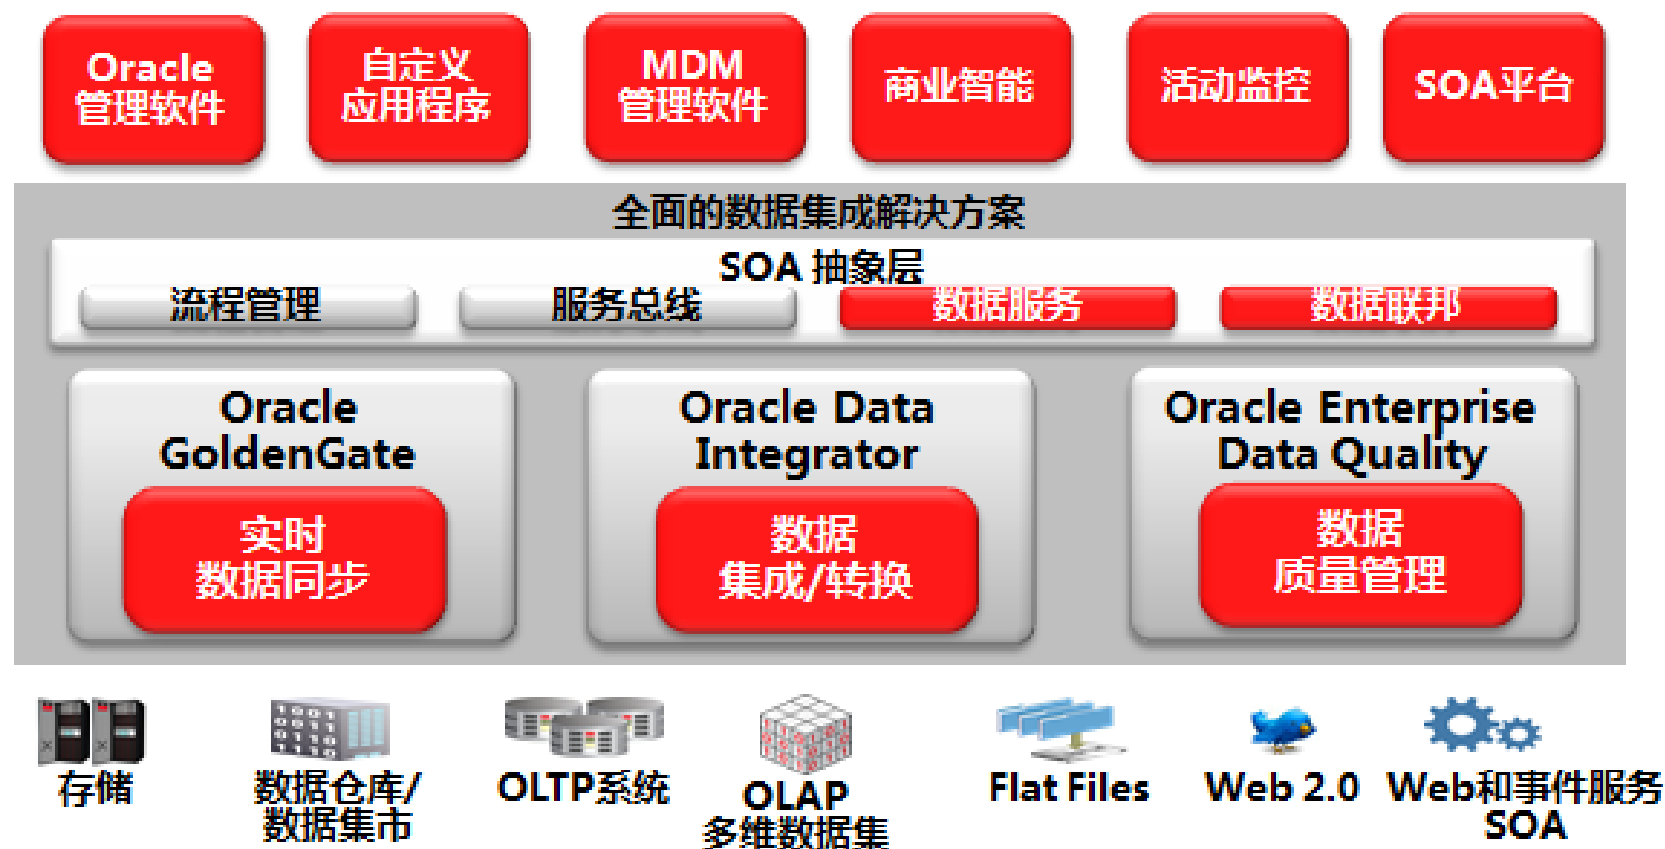 Oracle
管理软件
自定义
应用程序
MDM
管理软件
商业智能
活动监控
SOA平台
全面的数据集成解决方案
SOA 抽象层
流程管理
服务总线
数据服务
数据联邦
Oracle
GoldenGate
实时
数据同步
Oracle Data
Integrator
数据
集成/转换
Oracle Enterprise
Data Quality
数据
质量管理
存储
数据仓库/
数据集市
OLTP系统
OLAP
多维数据集
Flat Files
Web 2.0
Web和事件服务
SOA